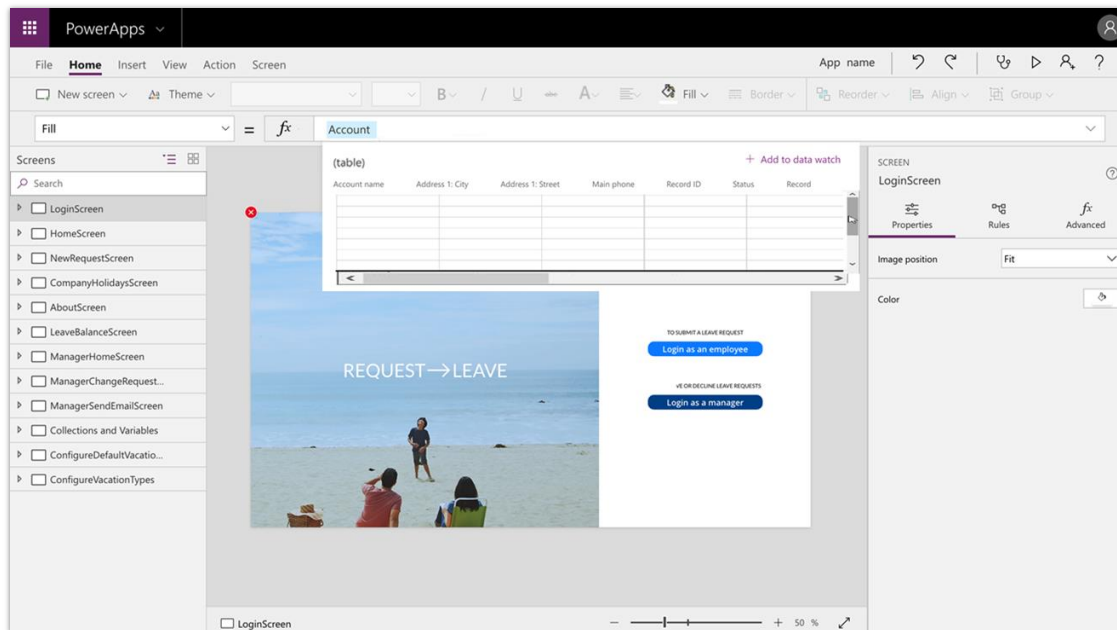 PowerApps
File Home Insert View Action Screen App name
New screen Theme B / U abc A Fill Border Reorder Align Group
Fill = fx Account
Screens
Search
LoginScreen
HomeScreen
NewRequestScreen
CompanyHolidaysScreen
AboutScreen
LeaveBalanceScreen
ManagerHomeScreen
ManagerChangeRequest...
ManagerSendEmailScreen
Collections and Variables
ConfigureDefaultVacatio...
ConfigureVacationTypes
(table) + Add to data watch
Account name Address 1: City Address 1: Street Main phone Record ID Status Record
REQUEST→LEAVE
TO SUBMIT A LEAVE REQUEST
Login as an employee
VE OR DECLINE LEAVE REQUESTS
Login as a manager
SCREEN
LoginScreen
Properties Rules Advanced
Image position Fit
Color
LoginScreen − + 50 %